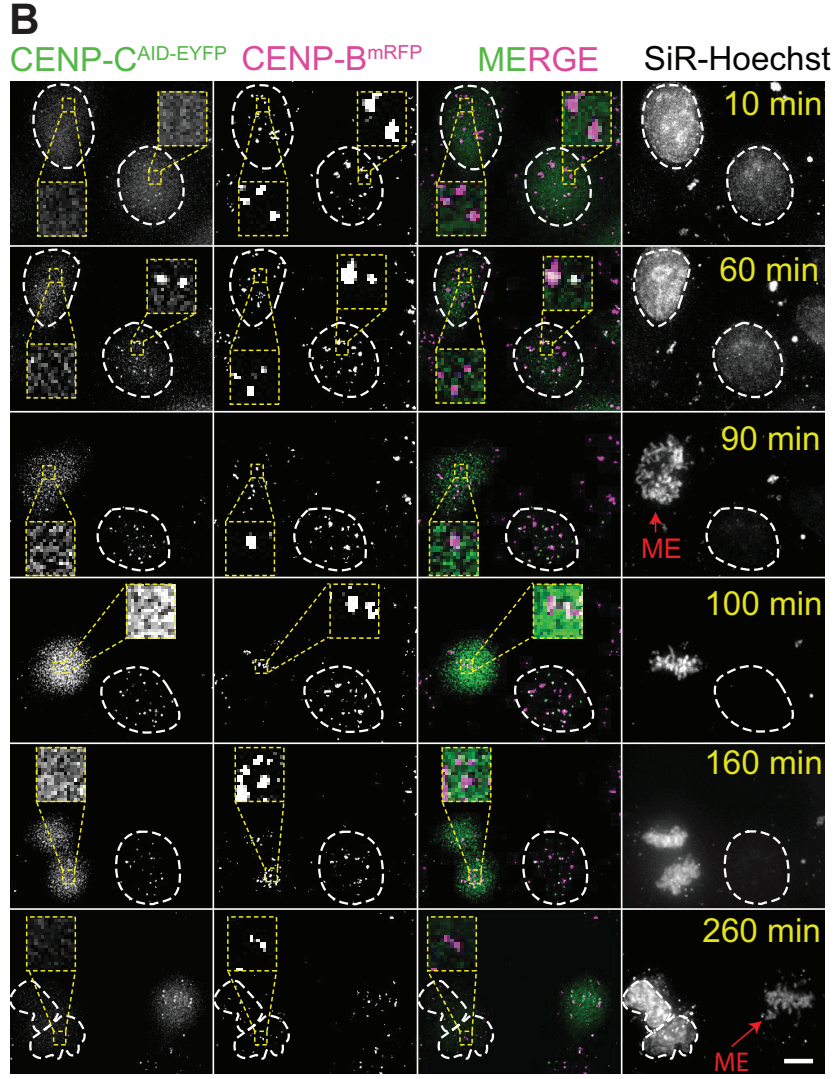 B
CENP-C^AID-EYFP CENP-B^mRFP MERGE SiR-Hoechst
10 min
60 min
90 min
ME
100 min
160 min
260 min
ME